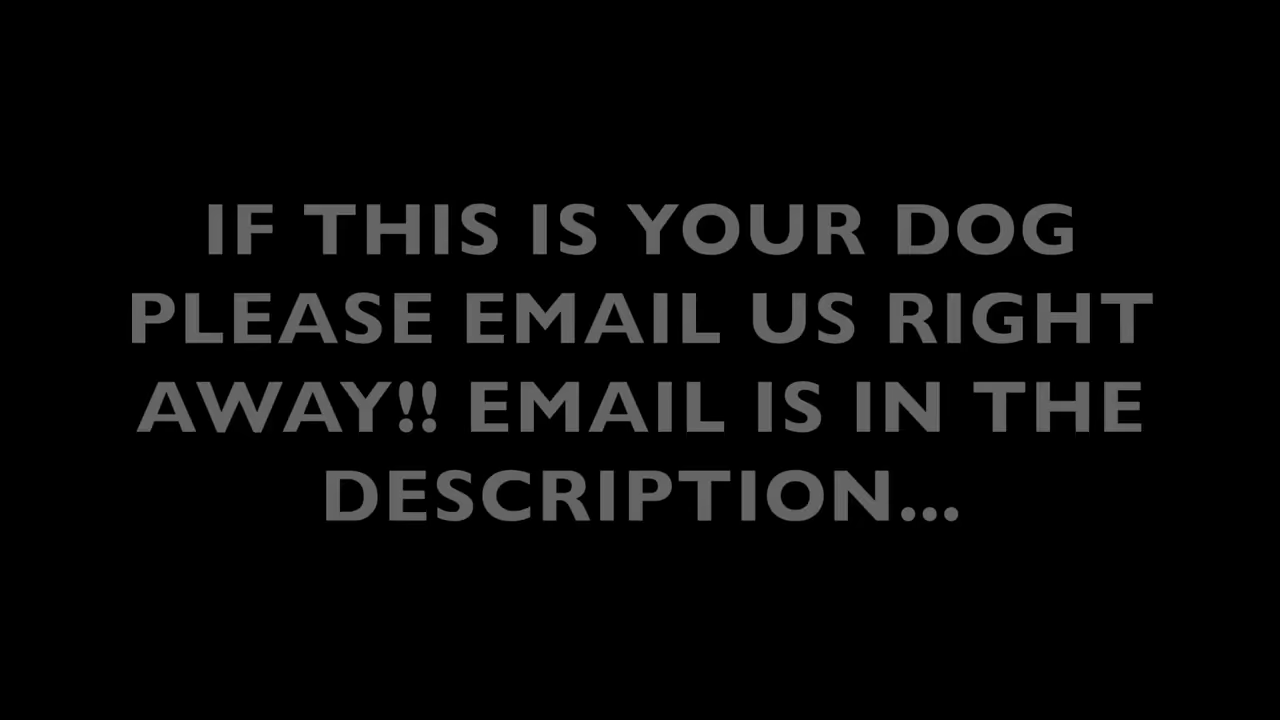 IF THIS IS YOUR DOG
PLEASE EMAIL US RIGHT
AWAY!! EMAIL IS IN THE
DESCRIPTION...